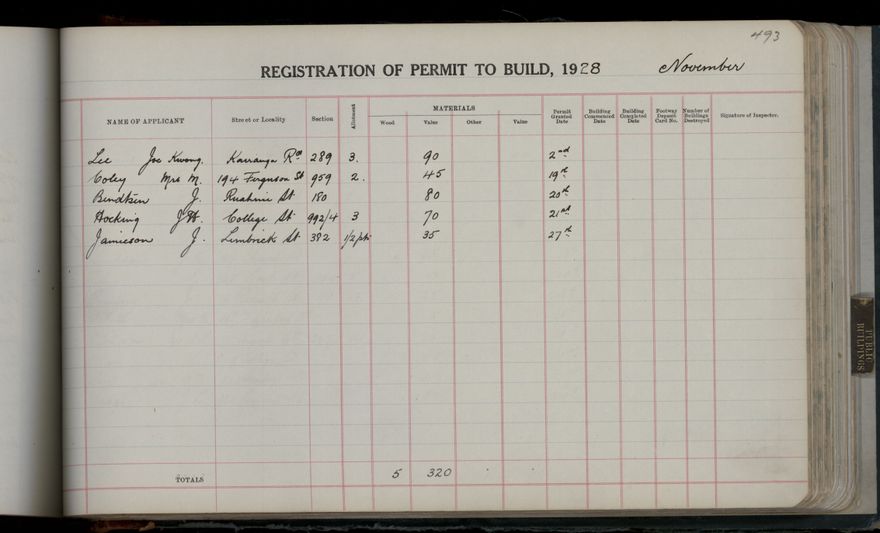 493
REGISTRATION OF PERMIT TO BUILD, 1928 November
NAME OF APPLICANT Street or Locality Section Allotment MATERIALS Wood Value Other Value Permit Granted Date Building Commenced Date Building Completed Date Footway Deposit Card No. Number of Buildings Destroyed Signature of Inspector.
Lee Joe Kwong. Kairanga Rd 289 3. 90 2nd
Coley Mrs M. 194 Ferguson St 959 2. 45 19th
Bendtsen J. Ruahine St 180 80 20th
Hocking J.H. College St 992/4 3 70 21st
Jamieson J. Limbrick St 382 1/2 pt 35 27th
TOTALS 5 320
PUBLIC
BUILDINGS